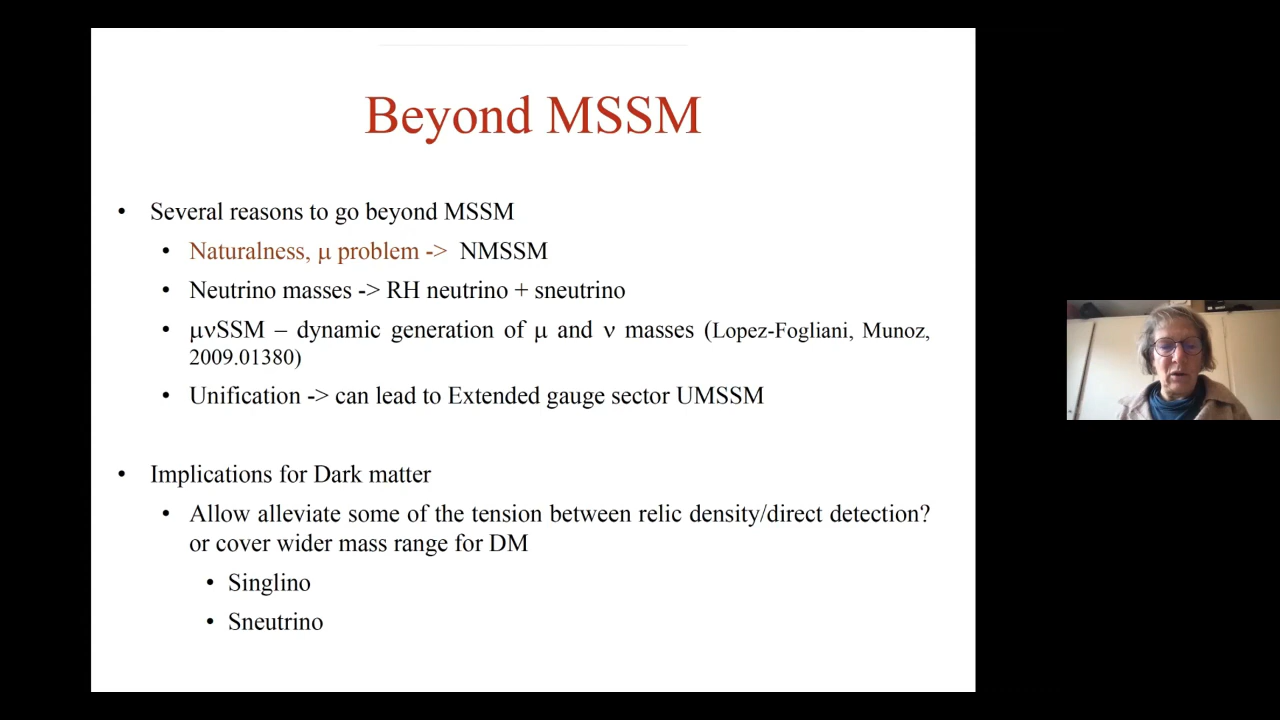 Beyond MSSM
• Several reasons to go beyond MSSM
• Naturalness, μ problem -> NMSSM
• Neutrino masses -> RH neutrino + sneutrino
• μνSSM – dynamic generation of μ and ν masses (Lopez-Fogliani, Munoz,
2009.01380)
• Unification -> can lead to Extended gauge sector UMSSM
• Implications for Dark matter
• Allow alleviate some of the tension between relic density/direct detection?
or cover wider mass range for DM
• Singlino
• Sneutrino